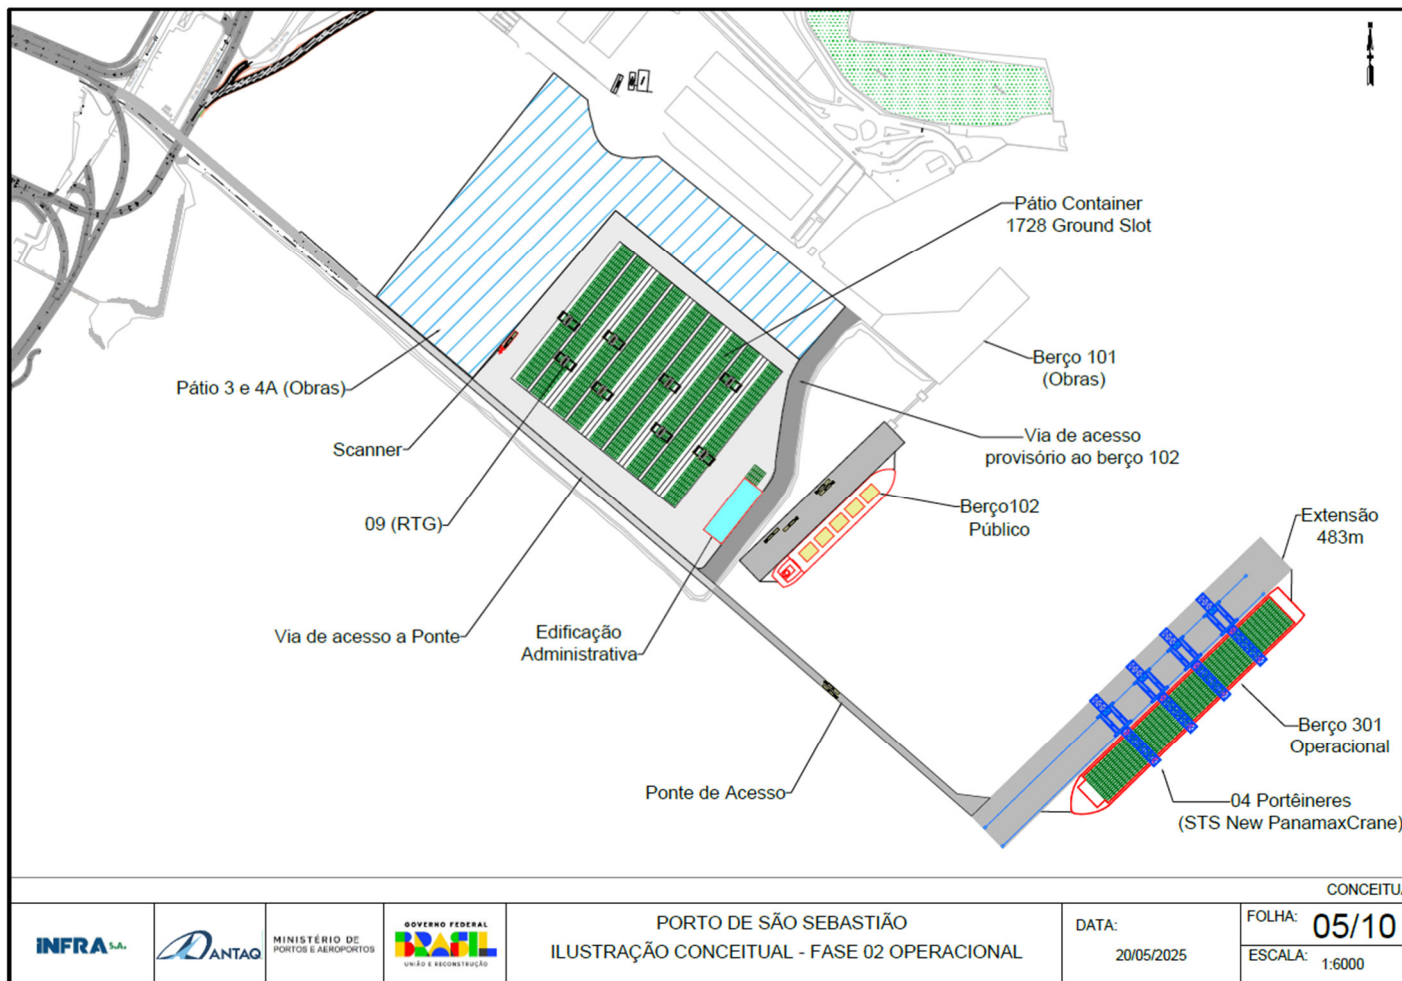 Pátio Container
1728 Ground Slot
Berço 101
(Obras)
Pátio 3 e 4A (Obras)
Via de acesso
provisório ao berço 102
Scanner
Berço102
Público
09 (RTG)
Extensão
483m
Via de acesso a Ponte
Edificação
Administrativa
Berço 301
Operacional
Ponte de Acesso
04 Portêineres
(STS New PanamaxCrane)
CONCEITUA
INFRA S.A.
ANTAQ
MINISTÉRIO DE
PORTOS E AEROPORTOS
GOVERNO FEDERAL
BRASIL
UNIÃO E RECONSTRUÇÃO
PORTO DE SÃO SEBASTIÃO
ILUSTRAÇÃO CONCEITUAL - FASE 02 OPERACIONAL
DATA:
20/05/2025
FOLHA: 05/10
ESCALA: 1:6000